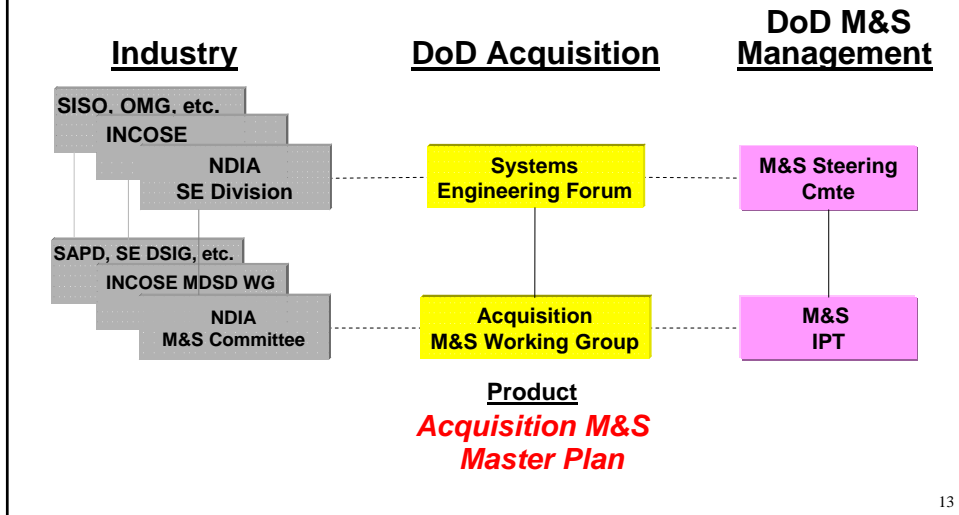 Industry
DoD Acquisition
DoD M&S
Management
SISO, OMG, etc.
INCOSE
NDIA
SE Division
Systems
Engineering Forum
M&S Steering
Cmte
SAPD, SE DSIG, etc.
INCOSE MDSD WG
NDIA
M&S Committee
Acquisition
M&S Working Group
M&S
IPT
Product
Acquisition M&S
Master Plan
13